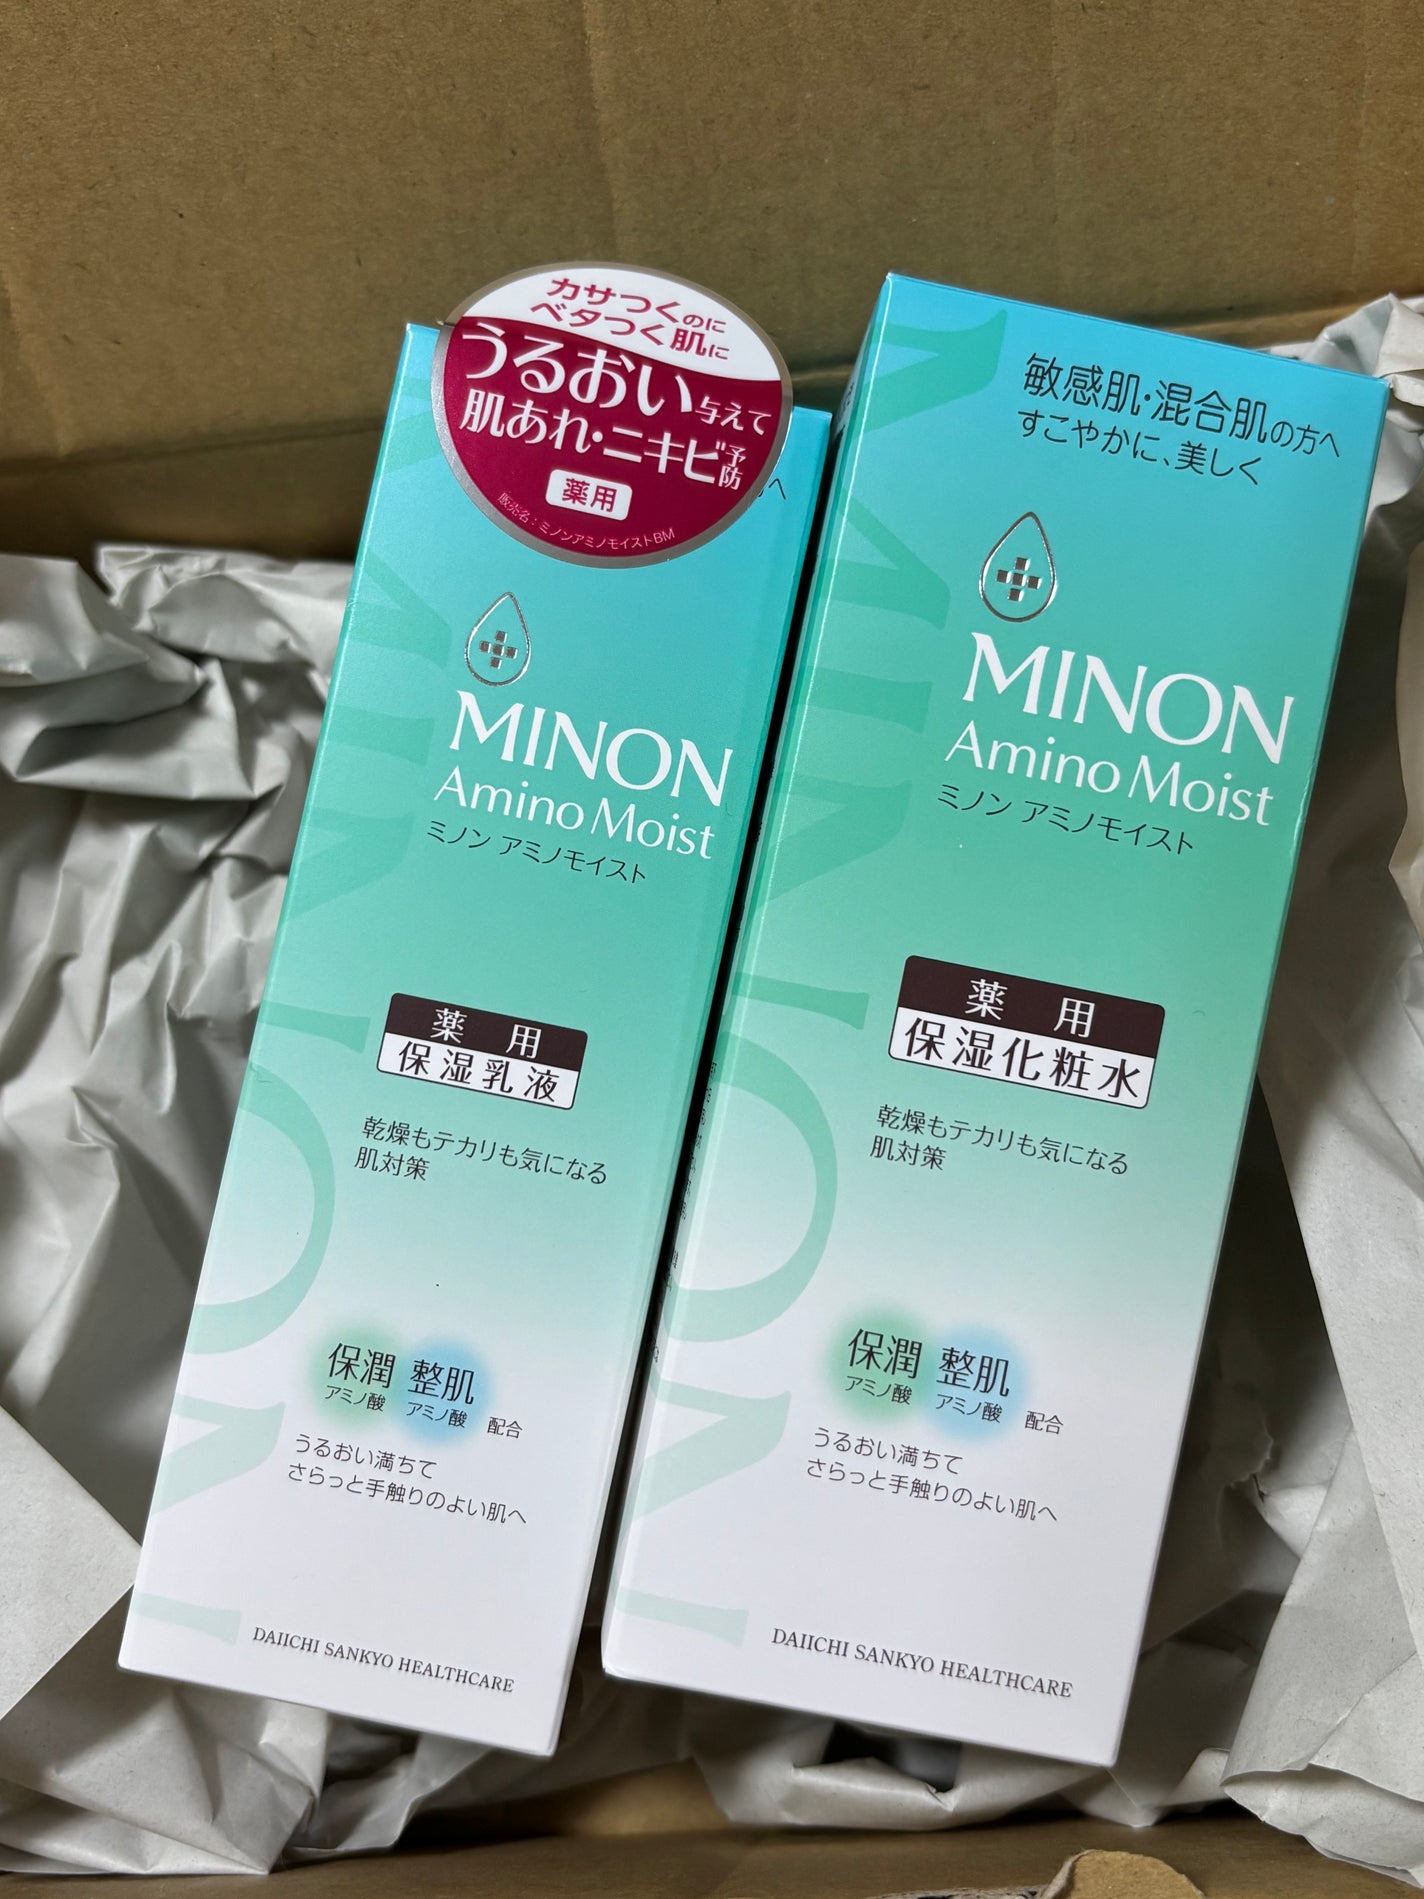 カサつくのに
ベタつく肌に
うるおい与えて
肌あれ・ニキビ予防
薬用
販売名：ミノンアミノモイストBM
へ
MINON
Amino Moist
ミノン アミノモイスト
薬用
保湿乳液
乾燥もテカリも気になる
肌対策
保潤 整肌
アミノ酸 アミノ酸 配合
うるおい満ちて
さらっと手触りのよい肌へ
DAIICHI SANKYO HEALTHCARE
敏感肌・混合肌の方へ
すこやかに、美しく
MINON
Amino Moist
ミノン アミノモイスト
薬用
保湿化粧水
乾燥もテカリも気になる
肌対策
保潤 整肌
アミノ酸 アミノ酸 配合
うるおい満ちて
さらっと手触りのよい肌へ
DAIICHI SANKYO HEALTHCARE